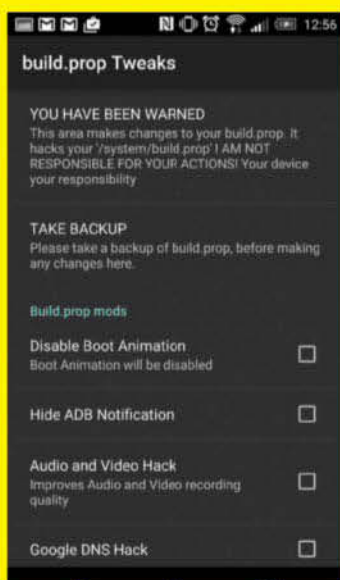 12:56
build.prop Tweaks
YOU HAVE BEEN WARNED
This area makes changes to your build.prop. It
hacks your '/system/build.prop' I AM NOT
RESPONSIBLE FOR YOUR ACTIONS! Your device
your responsibility
TAKE BACKUP
Please take a backup of build.prop, before making
any changes here.
Build.prop mods
Disable Boot Animation
Boot Animation will be disabled
Hide ADB Notification
Audio and Video Hack
Improves Audio and Video recording
quality
Google DNS Hack